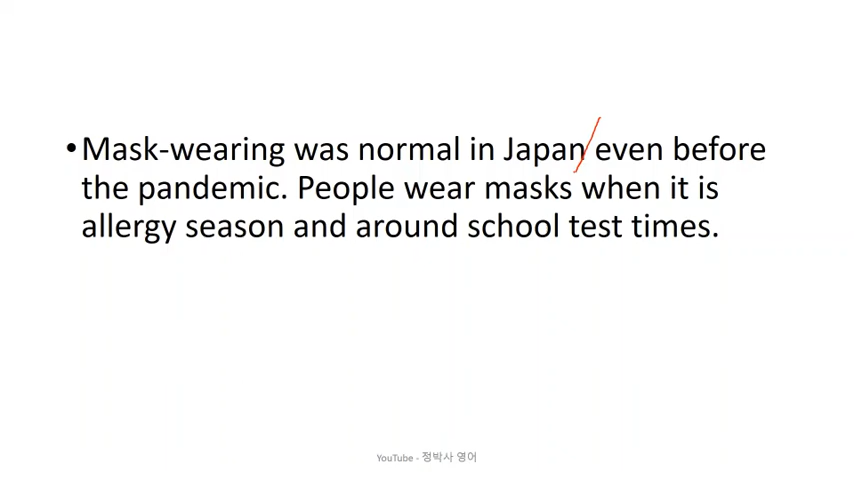 •Mask-wearing was normal in Japan even before
the pandemic. People wear masks when it is
allergy season and around school test times.
YouTube - 정박사 영어